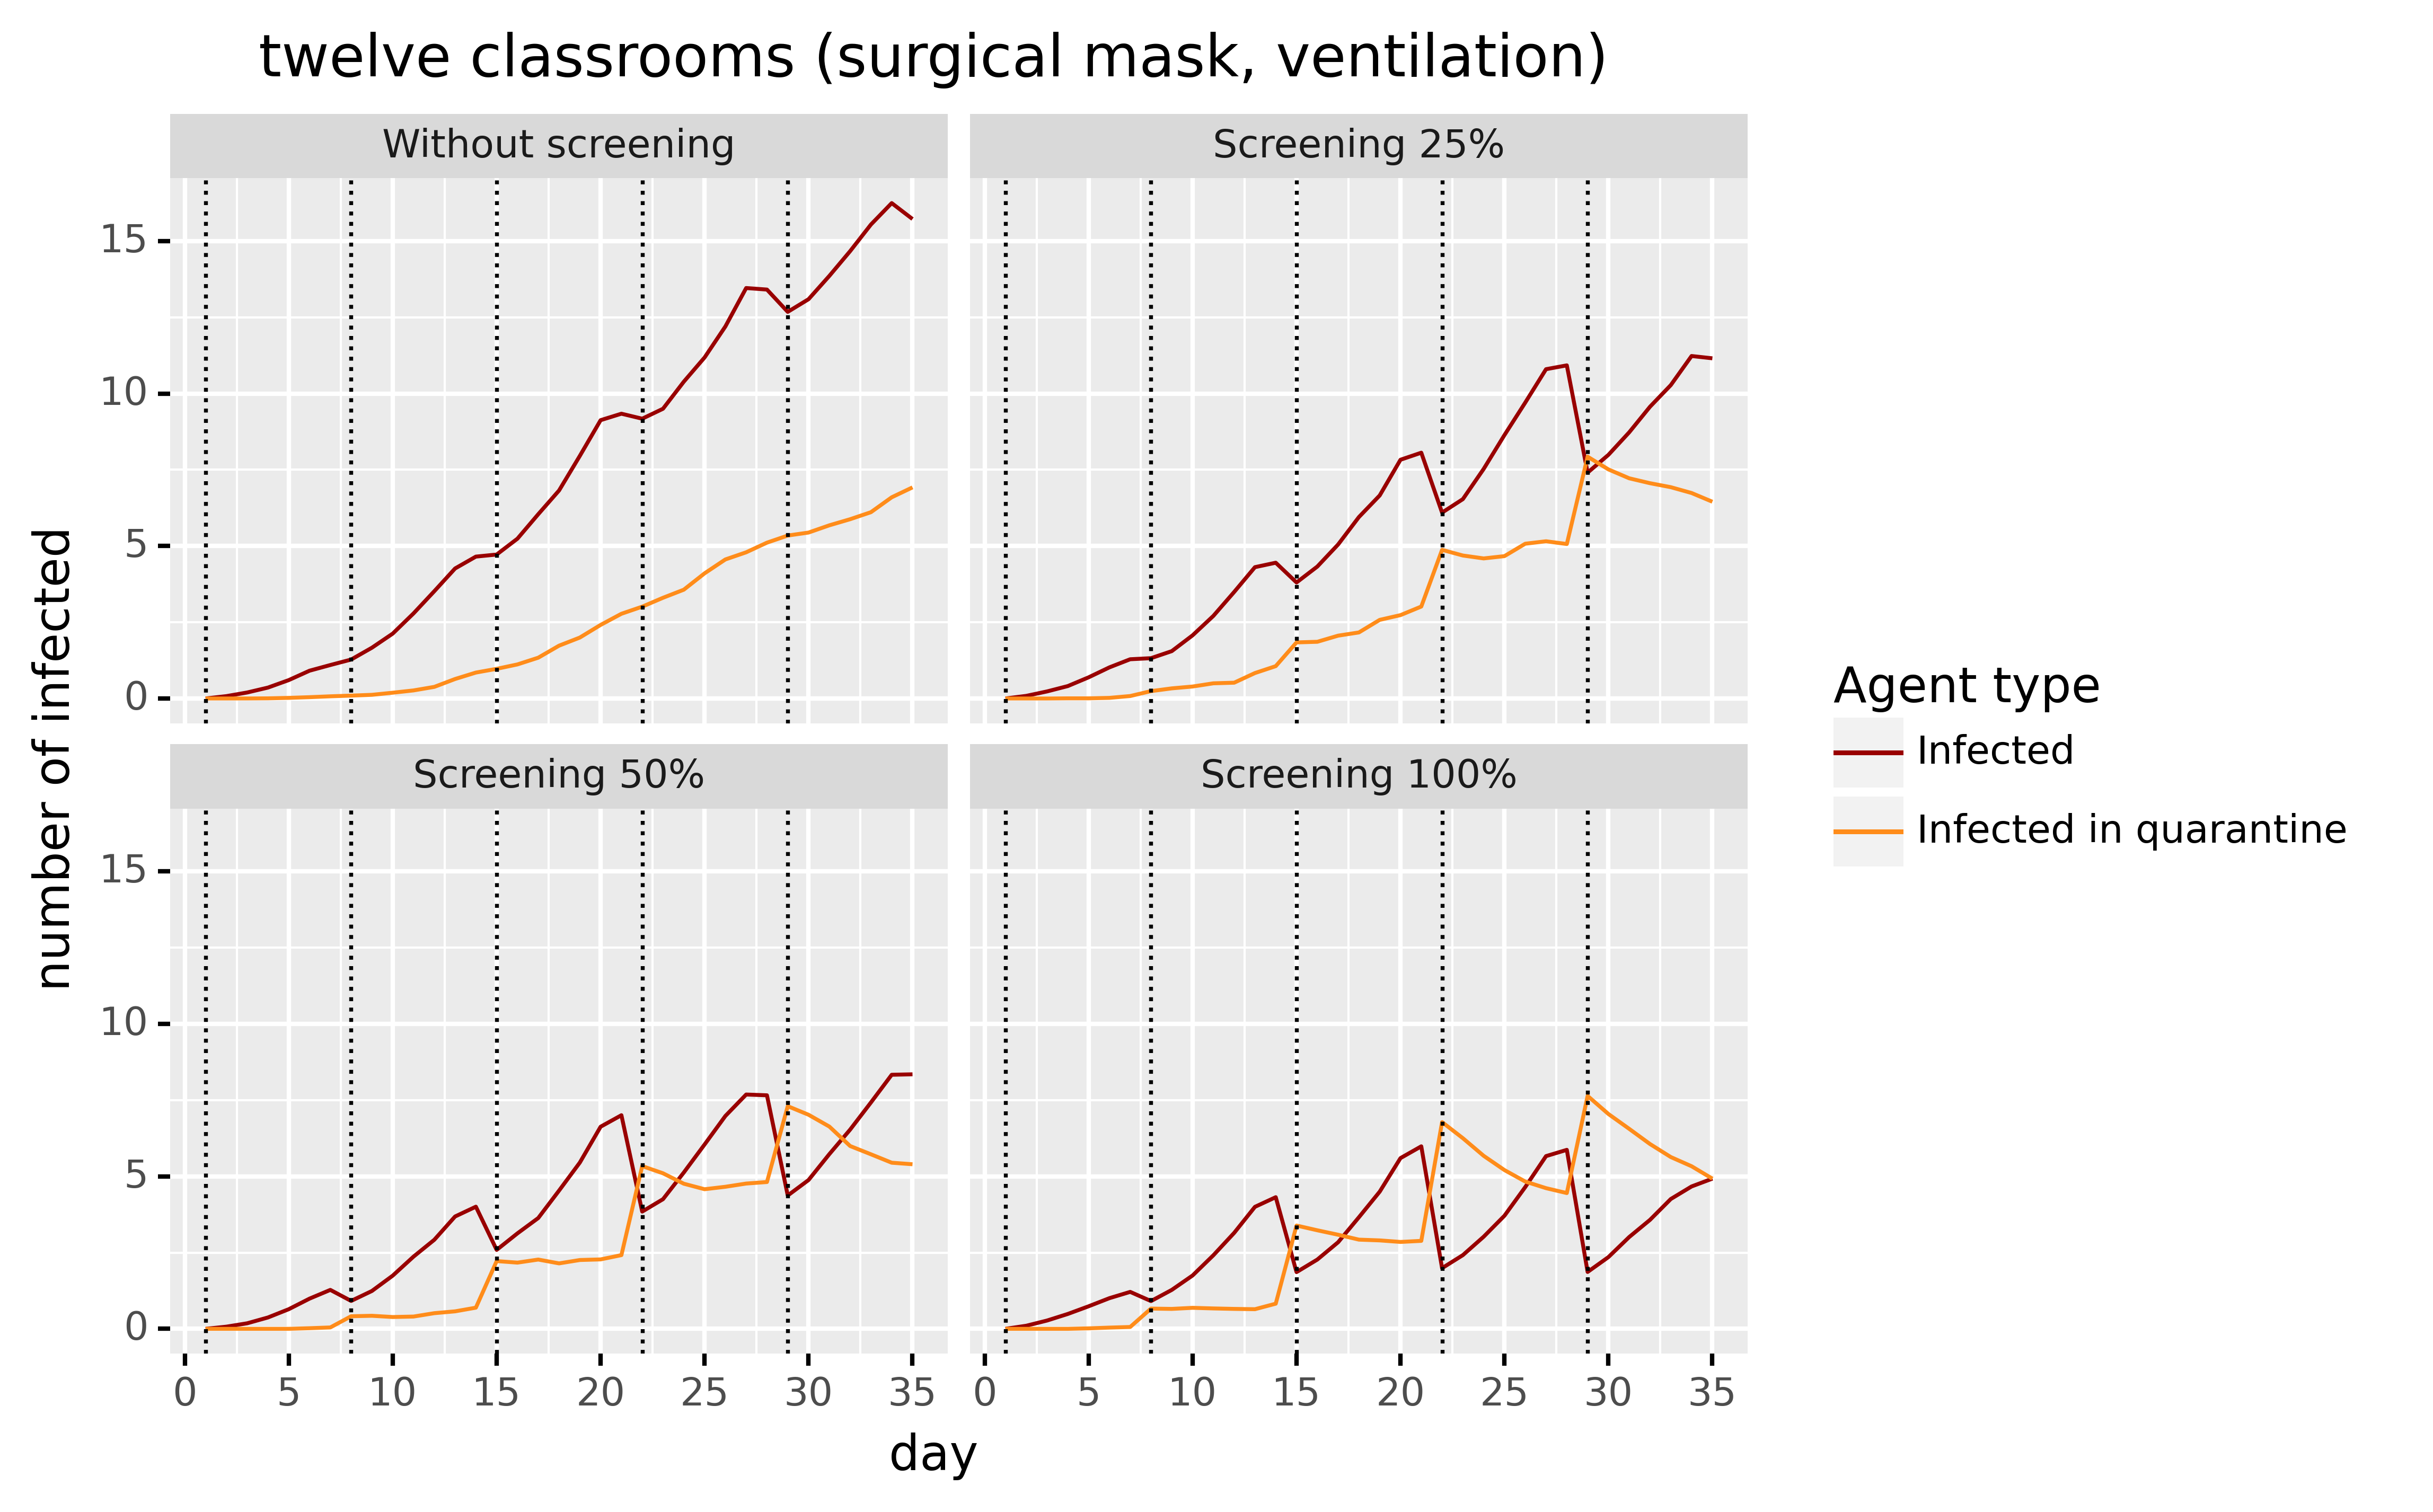 twelve classrooms (surgical mask, ventilation)
Without screening
Screening 25%
15
10
5
0
Screening 50%
Screening 100%
15
10
5
0
0 5 10 15 20 25 30 35
0 5 10 15 20 25 30 35
day
number of infected
Agent type
Infected
Infected in quarantine